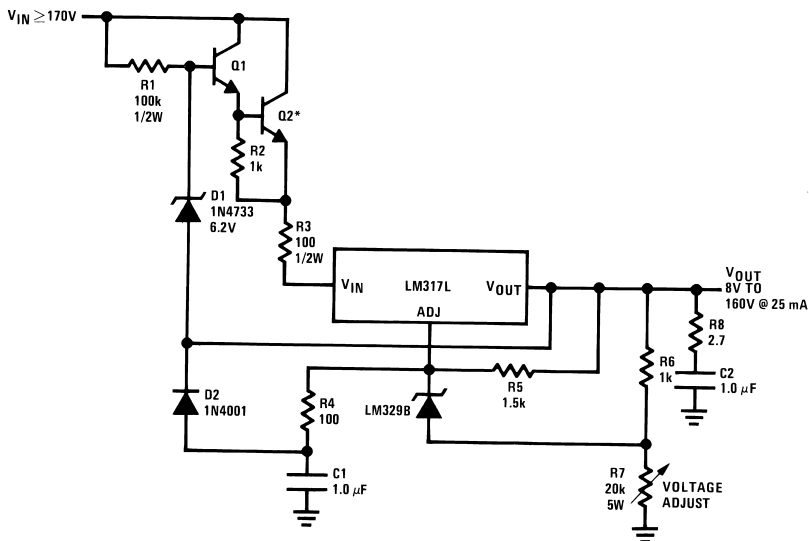 VIN ≥170V
Q1
R1
100k
1/2W
Q2*
R2
1k
D1
1N4733
6.2V
R3
100
1/2W
VIN
LM317L
VOUT
ADJ
VOUT
8V TO
160V @ 25 mA
R8
2.7
R6
1k
C2
1.0 µF
R5
1.5k
D2
1N4001
R4
100
LM329B
C1
1.0 µF
R7
20k
5W
VOLTAGE
ADJUST